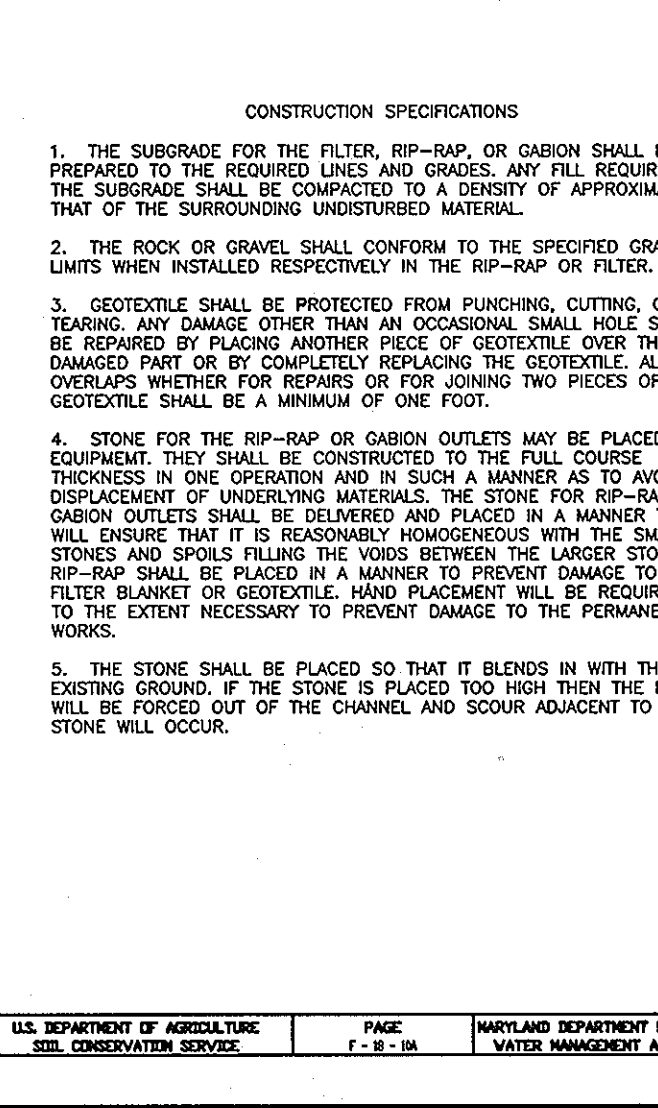 CONSTRUCTION SPECIFICATIONS
1. THE SUBGRADE FOR THE FILTER, RIP-RAP, OR GABION SHALL
PREPARED TO THE REQUIRED LINES AND GRADES. ANY FILL REQUIR
THE SUBGRADE SHALL BE COMPACTED TO A DENSITY OF APPROXIM
THAT OF THE SURROUNDING UNDISTURBED MATERIAL.
2. THE ROCK OR GRAVEL SHALL CONFORM TO THE SPECIFIED GRA
LIMITS WHEN INSTALLED RESPECTIVELY IN THE RIP-RAP OR FILTER.
3. GEOTEXTILE SHALL BE PROTECTED FROM PUNCHING, CUTTING,
TEARING. ANY DAMAGE OTHER THAN AN OCCASIONAL SMALL HOLE S
BE REPAIRED BY PLACING ANOTHER PIECE OF GEOTEXTILE OVER TH
DAMAGED PART OR BY COMPLETELY REPLACING THE GEOTEXTILE. AL
OVERLAPS WHETHER FOR REPAIRS OR FOR JOINING TWO PIECES OF
GEOTEXTILE SHALL BE A MINIMUM OF ONE FOOT.
4. STONE FOR THE RIP-RAP OR GABION OUTLETS MAY BE PLACED
EQUIPMEMT. THEY SHALL BE CONSTRUCTED TO THE FULL COURSE
THICKNESS IN ONE OPERATION AND IN SUCH A MANNER AS TO AVO
DISPLACEMENT OF UNDERLYING MATERIALS. THE STONE FOR RIP-RA
GABION OUTLETS SHALL BE DELIVERED AND PLACED IN A MANNER
WILL ENSURE THAT IT IS REASONABLY HOMOGENEOUS WITH THE SM
STONES AND SPOILS FILLING THE VOIDS BETWEEN THE LARGER STO
RIP-RAP SHALL BE PLACED IN A MANNER TO PREVENT DAMAGE TO
FILTER BLANKET OR GEOTEXTILE. HAND PLACEMENT WILL BE REQUIR
TO THE EXTENT NECESSARY TO PREVENT DAMAGE TO THE PERMANE
WORKS.
5. THE STONE SHALL BE PLACED SO THAT IT BLENDS IN WITH TH
EXISTING GROUND. IF THE STONE IS PLACED TOO HIGH THEN THE
WILL BE FORCED OUT OF THE CHANNEL AND SCOUR ADJACENT TO
STONE WILL OCCUR.
U.S. DEPARTMENT OF AGRICULTURE
SOIL CONSERVATION SERVICE
PAGE
F - 18 - 10A
MARYLAND DEPARTMENT
WATER MANAGEMENT A